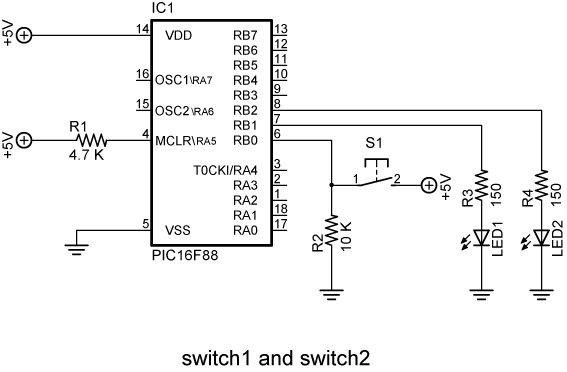 IC1
+5V
14 VDD RB7 13
RB6 12
RB5 11
16 OSC1\RA7 RB4 10
RB3 9
15 OSC2\RA6 RB2 8
RB1 7
+5V R1 4.7 K 4 MCLR\RA5 RB0 6
S1
1 2 +5V
T0CKI/RA4 3
RA3 2
RA2 1
RA1 18
5 VSS RA0 17
PIC16F88
R2 10 K
R3 150
LED1
R4 150
LED2
switch1 and switch2